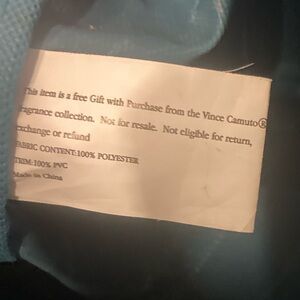 This item is a free Gift with Purchase from the Vince Camuto®
fragrance collection. Not for resale. Not eligible for return,
exchange or refund
FABRIC CONTENT:100% POLYESTER
TRIM:100% PVC
Made in China